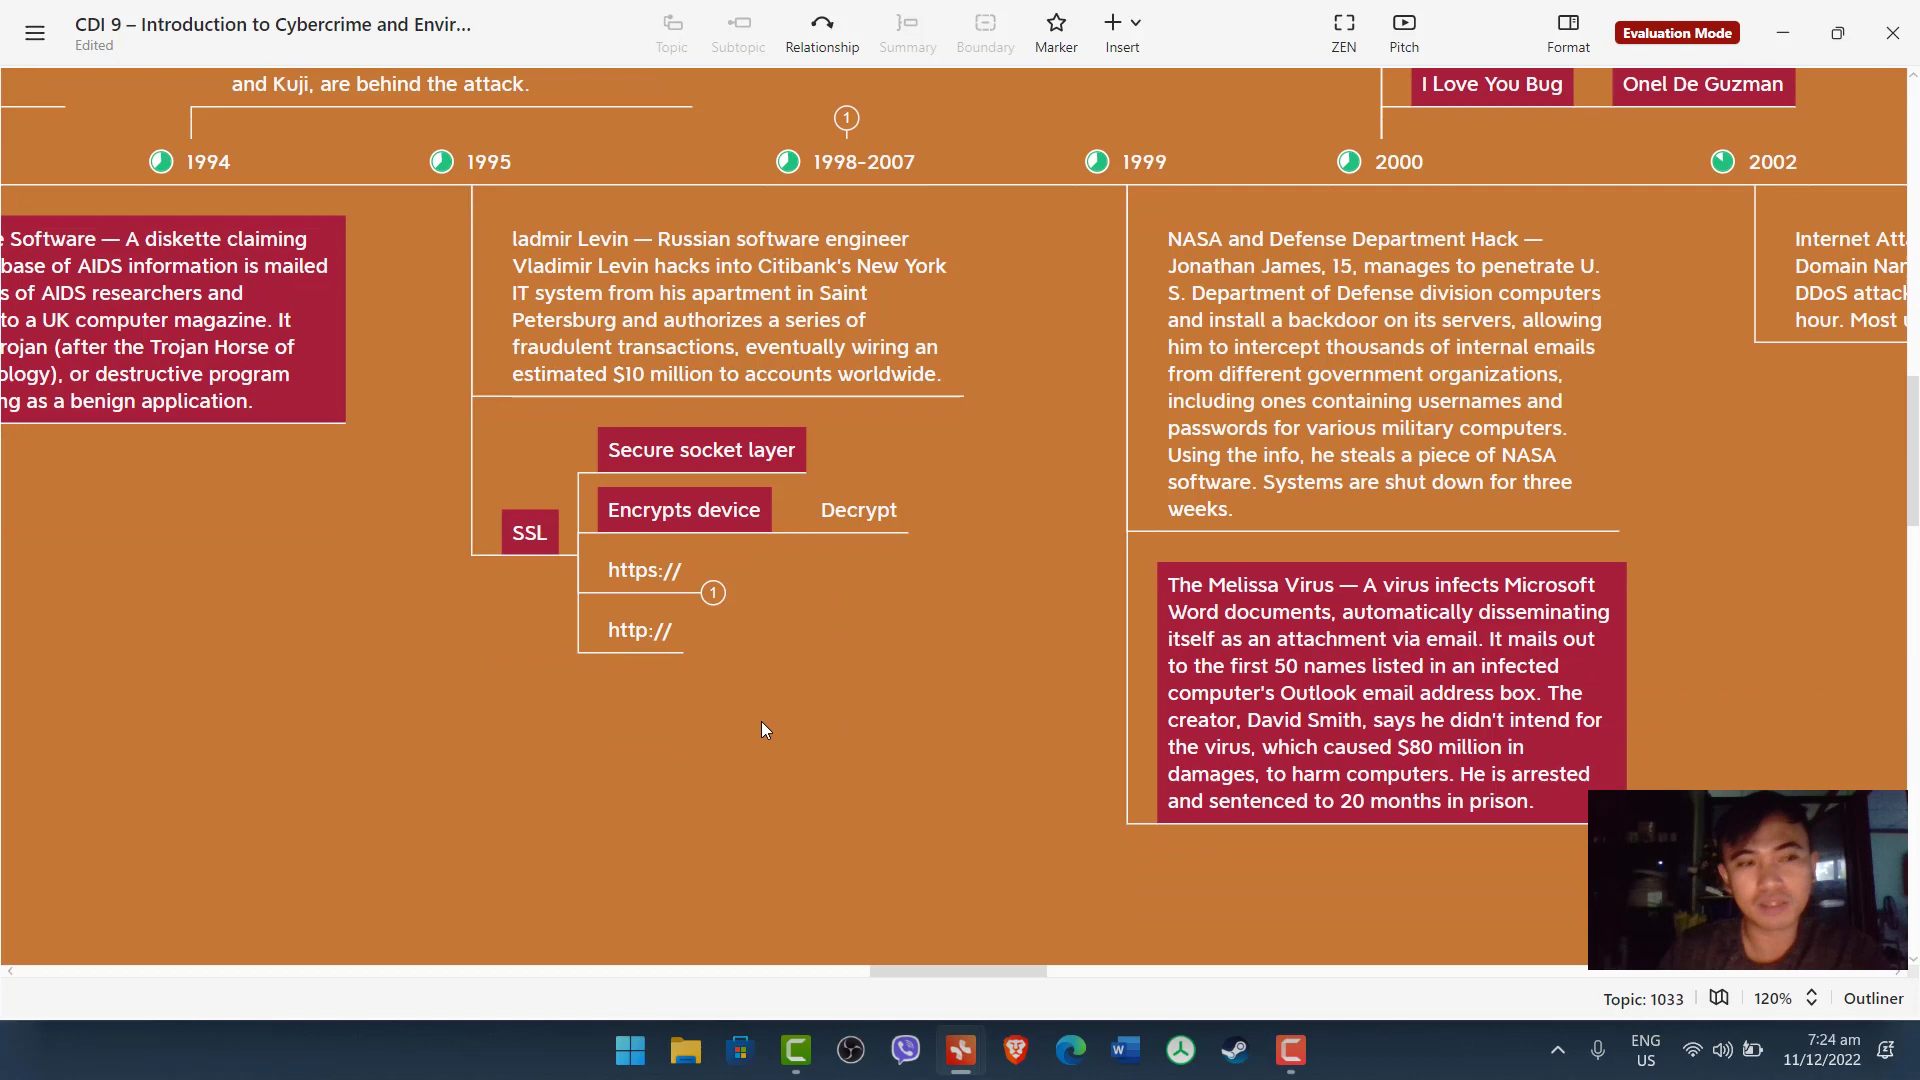 CDI 9 – Introduction to Cybercrime and Envir...
Edited
Topic
Subtopic
Relationship
Summary
Boundary
Marker
Insert
ZEN
Pitch
Format
Evaluation Mode
and Kuji, are behind the attack.
I Love You Bug
Onel De Guzman
1
1994
1995
1998-2007
1999
2000
2002
e Software — A diskette claiming
base of AIDS information is mailed
s of AIDS researchers and
to a UK computer magazine. It
rojan (after the Trojan Horse of
ology), or destructive program
ng as a benign application.
ladmir Levin — Russian software engineer
Vladimir Levin hacks into Citibank's New York
IT system from his apartment in Saint
Petersburg and authorizes a series of
fraudulent transactions, eventually wiring an
estimated $10 million to accounts worldwide.
SSL
Secure socket layer
Encrypts device
Decrypt
https://
1
http://
NASA and Defense Department Hack —
Jonathan James, 15, manages to penetrate U.
S. Department of Defense division computers
and install a backdoor on its servers, allowing
him to intercept thousands of internal emails
from different government organizations,
including ones containing usernames and
passwords for various military computers.
Using the info, he steals a piece of NASA
software. Systems are shut down for three
weeks.
The Melissa Virus — A virus infects Microsoft
Word documents, automatically disseminating
itself as an attachment via email. It mails out
to the first 50 names listed in an infected
computer's Outlook email address box. The
creator, David Smith, says he didn't intend for
the virus, which caused $80 million in
damages, to harm computers. He is arrested
and sentenced to 20 months in prison.
Internet Att
Domain Nar
DDoS attack
hour. Most
Topic: 1033
120%
Outliner
ENG
US
7:24 am
11/12/2022